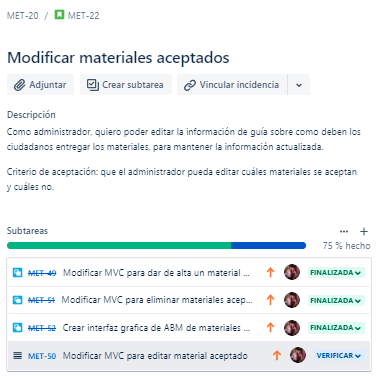 MET-20 / MET-22
Modificar materiales aceptados
Adjuntar Crear subtarea Vincular incidencia
Descripción
Como administrador, quiero poder editar la información de guía sobre como deben los
ciudadanos entregar los materiales, para mantener la información actualizada.
Criterio de aceptación: que el administrador pueda editar cuáles materiales se aceptan
y cuáles no.
Subtareas ... +
75 % hecho
MET-49 Modificar MVC para dar de alta un material ... FINALIZADA
MET-51 Modificar MVC para eliminar materiales acep... FINALIZADA
MET-52 Crear interfaz grafica de ABM de materiales ... FINALIZADA
MET-50 Modificar MVC para editar material aceptado VERIFICAR